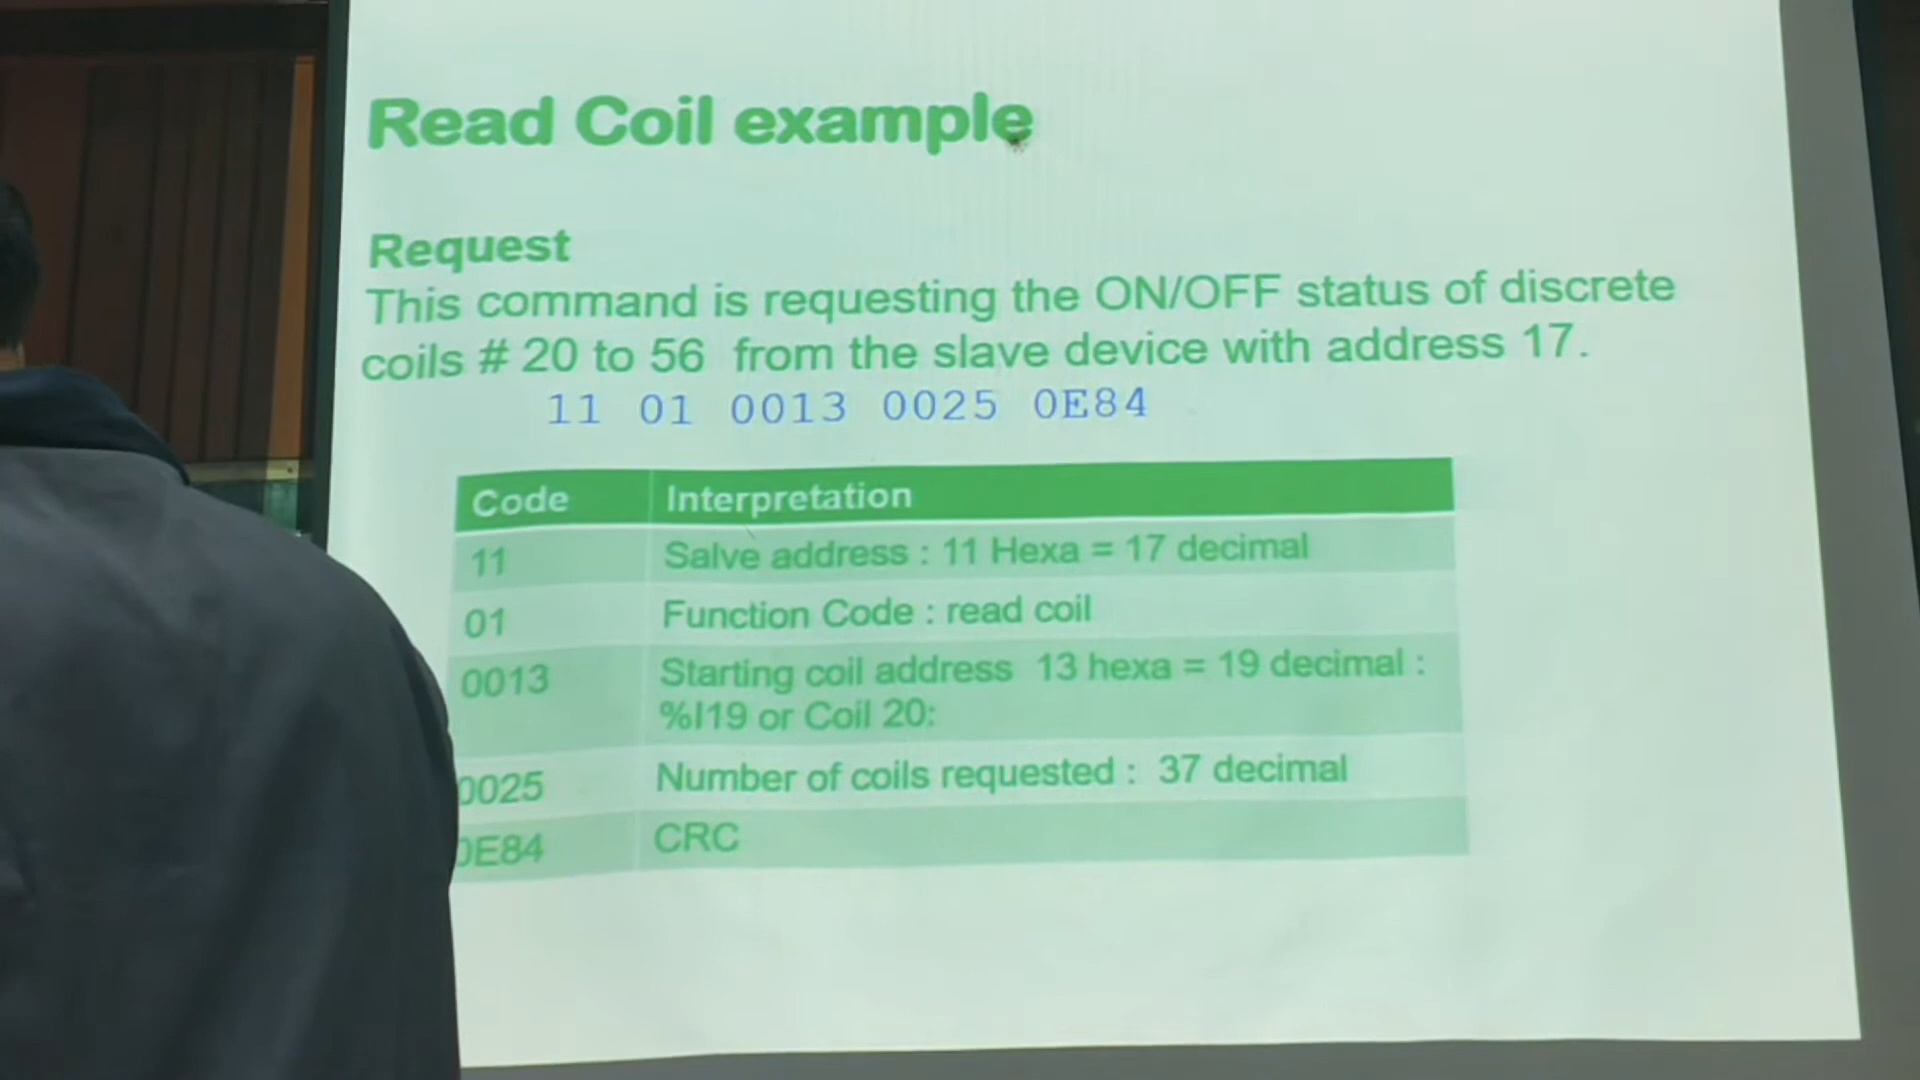 Read Coil example
Request
This command is requesting the ON/OFF status of discrete
coils # 20 to 56 from the slave device with address 17.
11 01 0013 0025 0E84
Code Interpretation
11 Salve address : 11 Hexa = 17 decimal
01 Function Code : read coil
0013 Starting coil address 13 hexa = 19 decimal :
%I19 or Coil 20:
0025 Number of coils requested : 37 decimal
0E84 CRC